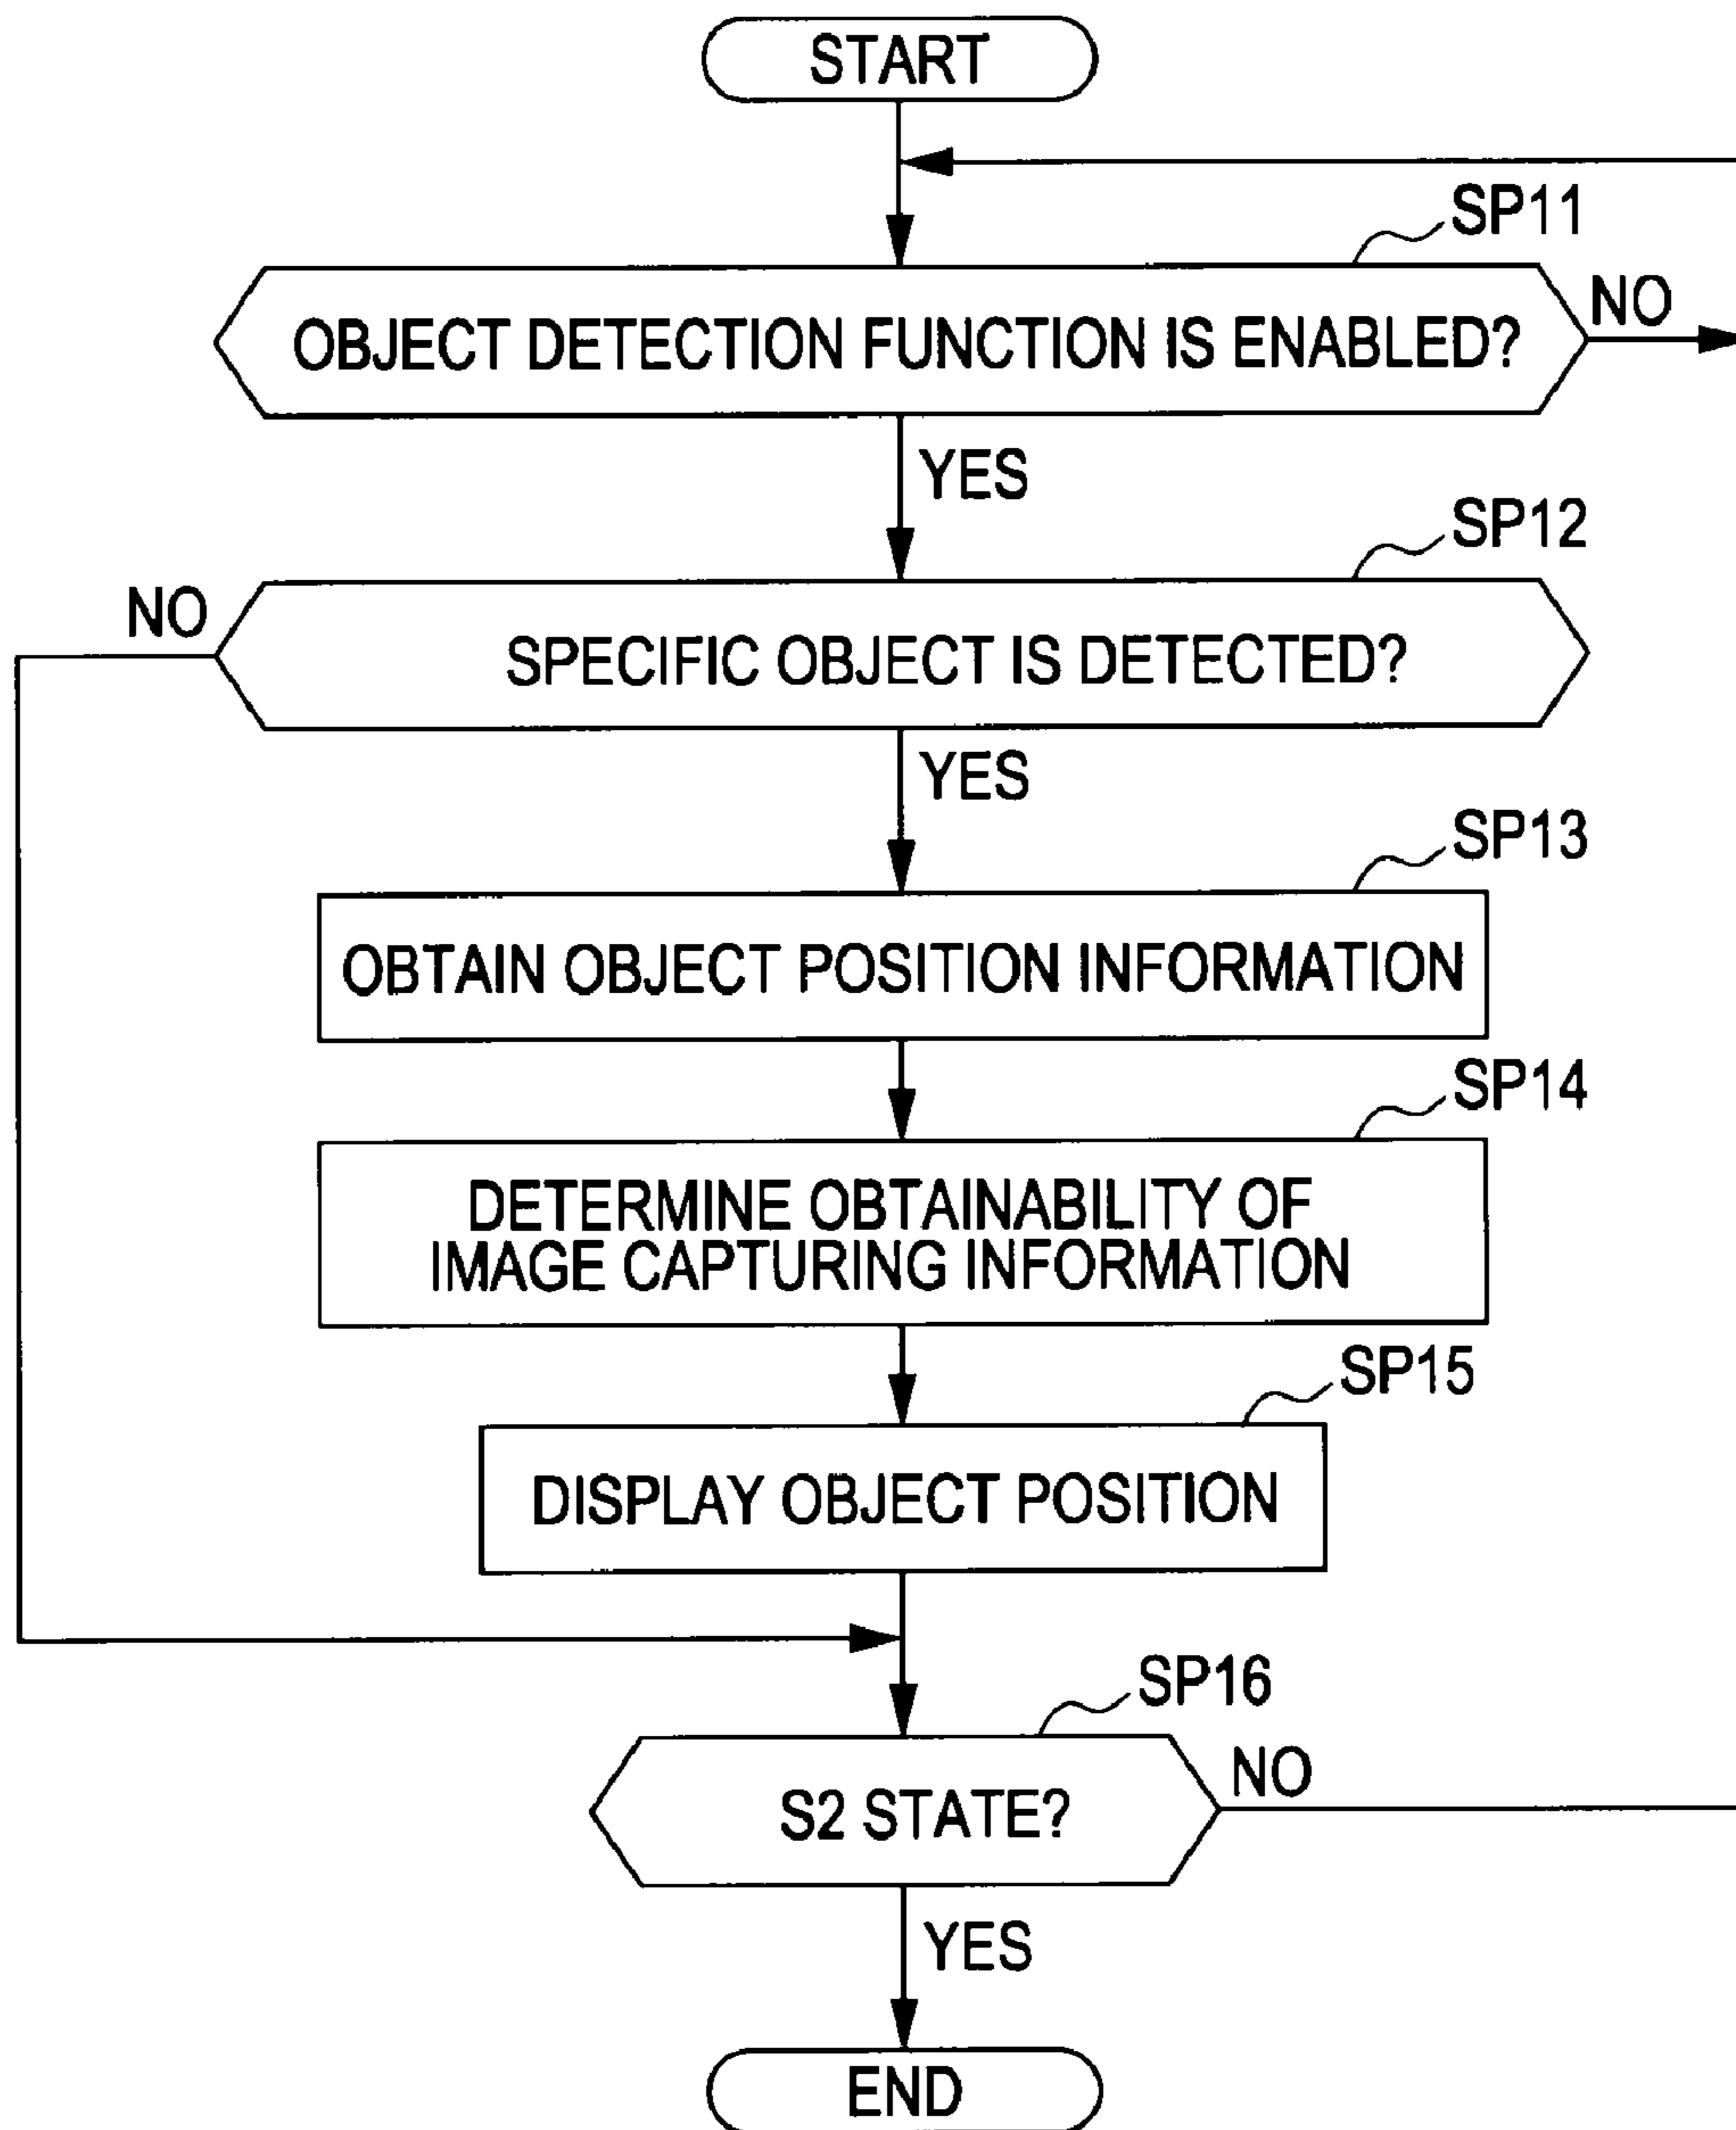 START
SP11
OBJECT DETECTION FUNCTION IS ENABLED?
NO
YES
SP12
NO
SPECIFIC OBJECT IS DETECTED?
YES
SP13
OBTAIN OBJECT POSITION INFORMATION
SP14
DETERMINE OBTAINABILITY OF
IMAGE CAPTURING INFORMATION
SP15
DISPLAY OBJECT POSITION
SP16
S2 STATE?
NO
YES
END